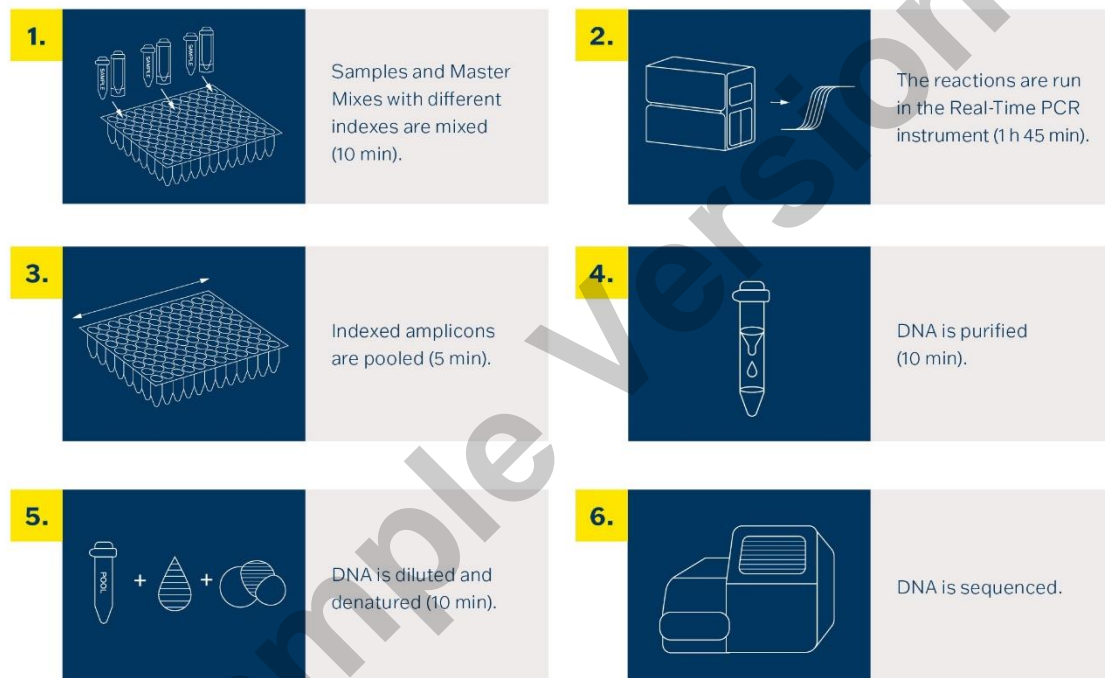 1.
SAMPLE
SAMPLE
SAMPLE
Samples and Master
Mixes with different
indexes are mixed
(10 min).
2.
The reactions are run
in the Real-Time PCR
instrument (1 h 45 min).
3.
Indexed amplicons
are pooled (5 min).
4.
DNA is purified
(10 min).
5.
POOL
+
+
DNA is diluted and
denatured (10 min).
6.
DNA is sequenced.
mple version